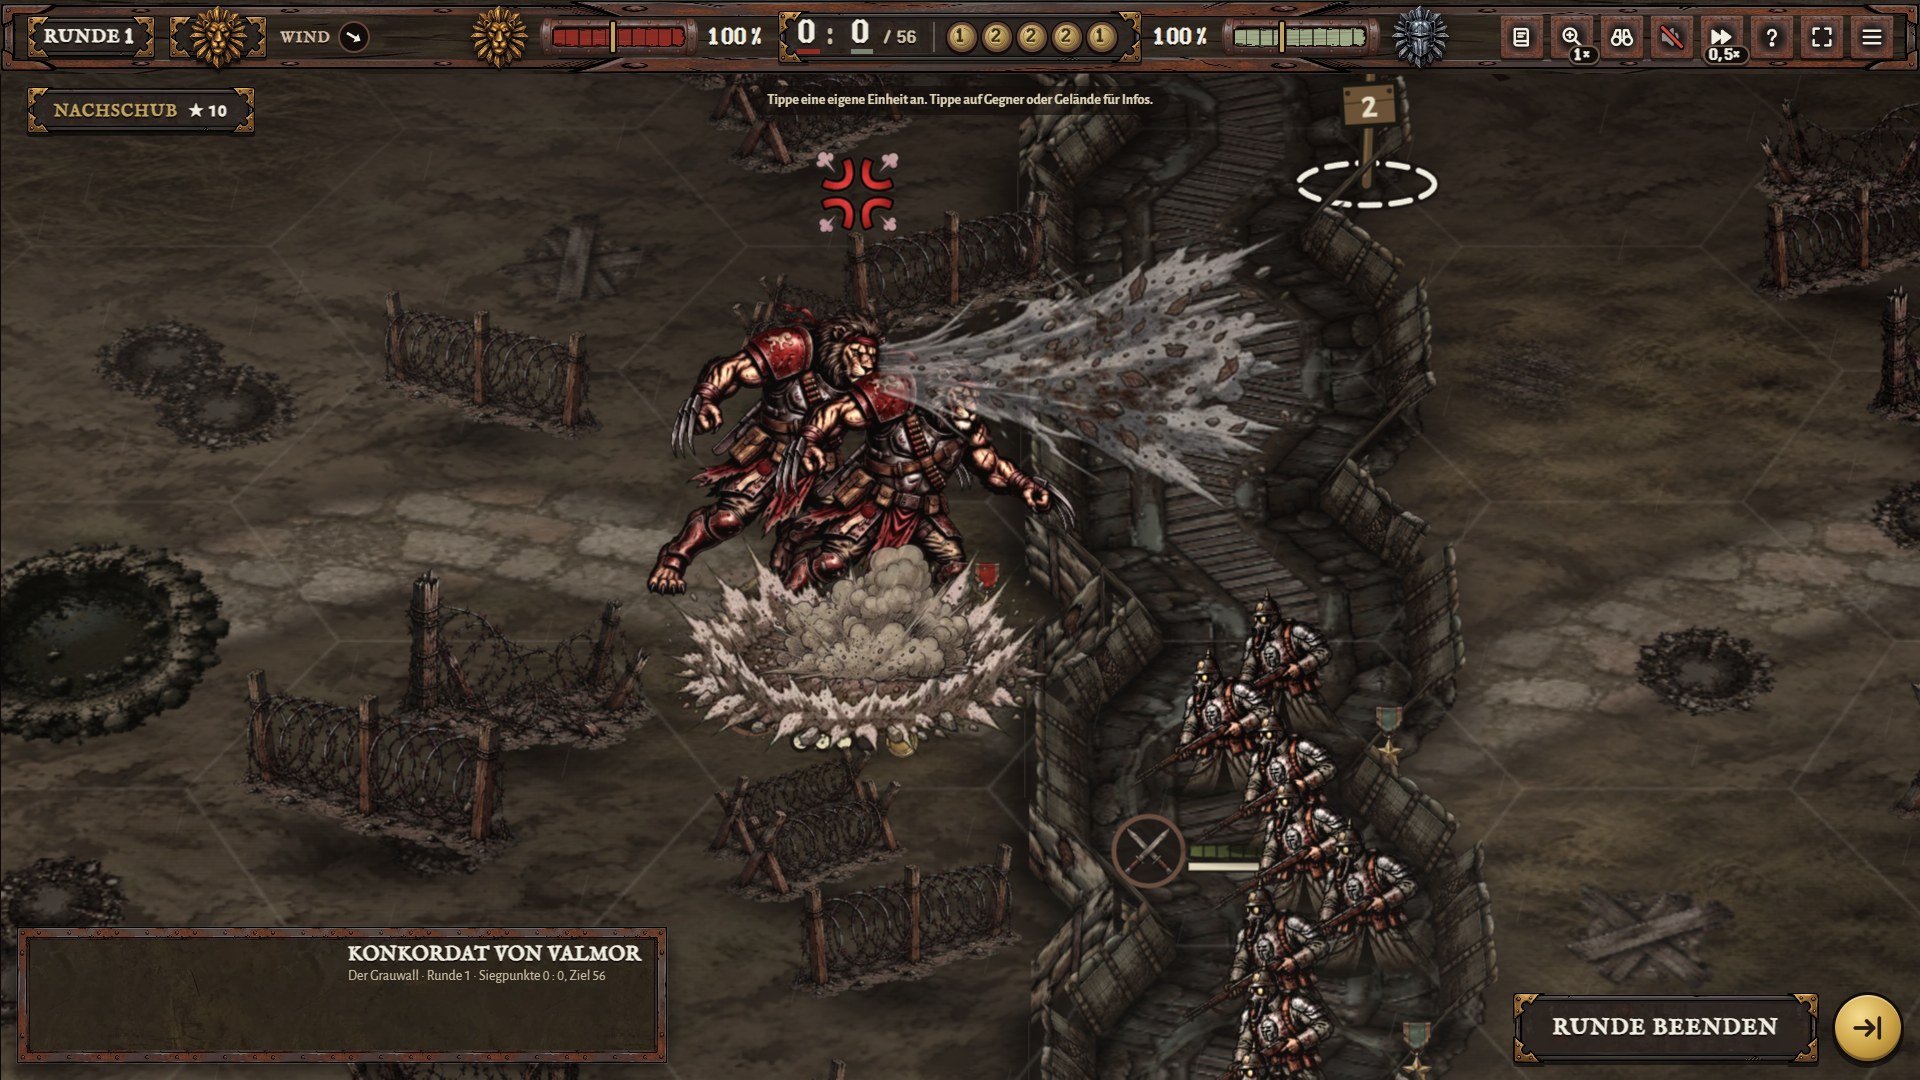 RUNDE 1
WIND
100%
0 : 0 / 56
1 2 2 2 1
100%
1x
0,5x
?
NACHSCHUB ★ 10
Tippe eine eigene Einheit an. Tippe auf Gegner oder Gelände für Infos.
2
KONKORDAT VON VALMOR
Der Grauwall · Runde 1 · Siegpunkte 0 : 0, Ziel 56
RUNDE BEENDEN